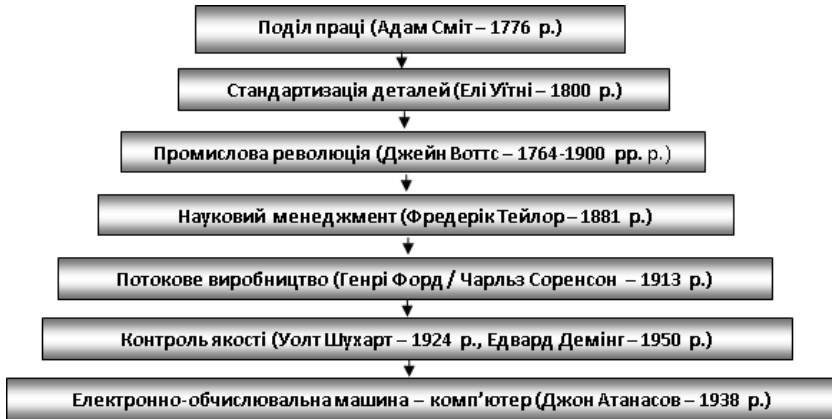 Поділ праці (Адам Сміт – 1776 р.)
Стандартизація деталей (Елі Уїтні – 1800 р.)
Промислова революція (Джейн Воттс – 1764-1900 рр. р.)
Науковий менеджмент (Фредерік Тейлор – 1881 р.)
Потокове виробництво (Генрі Форд / Чарльз Соренсон – 1913 р.)
Контроль якості (Уолт Шухарт – 1924 р., Едвард Демінг – 1950 р.)
Електронно-обчислювальна машина – комп’ютер (Джон Атанасов – 1938 р.)